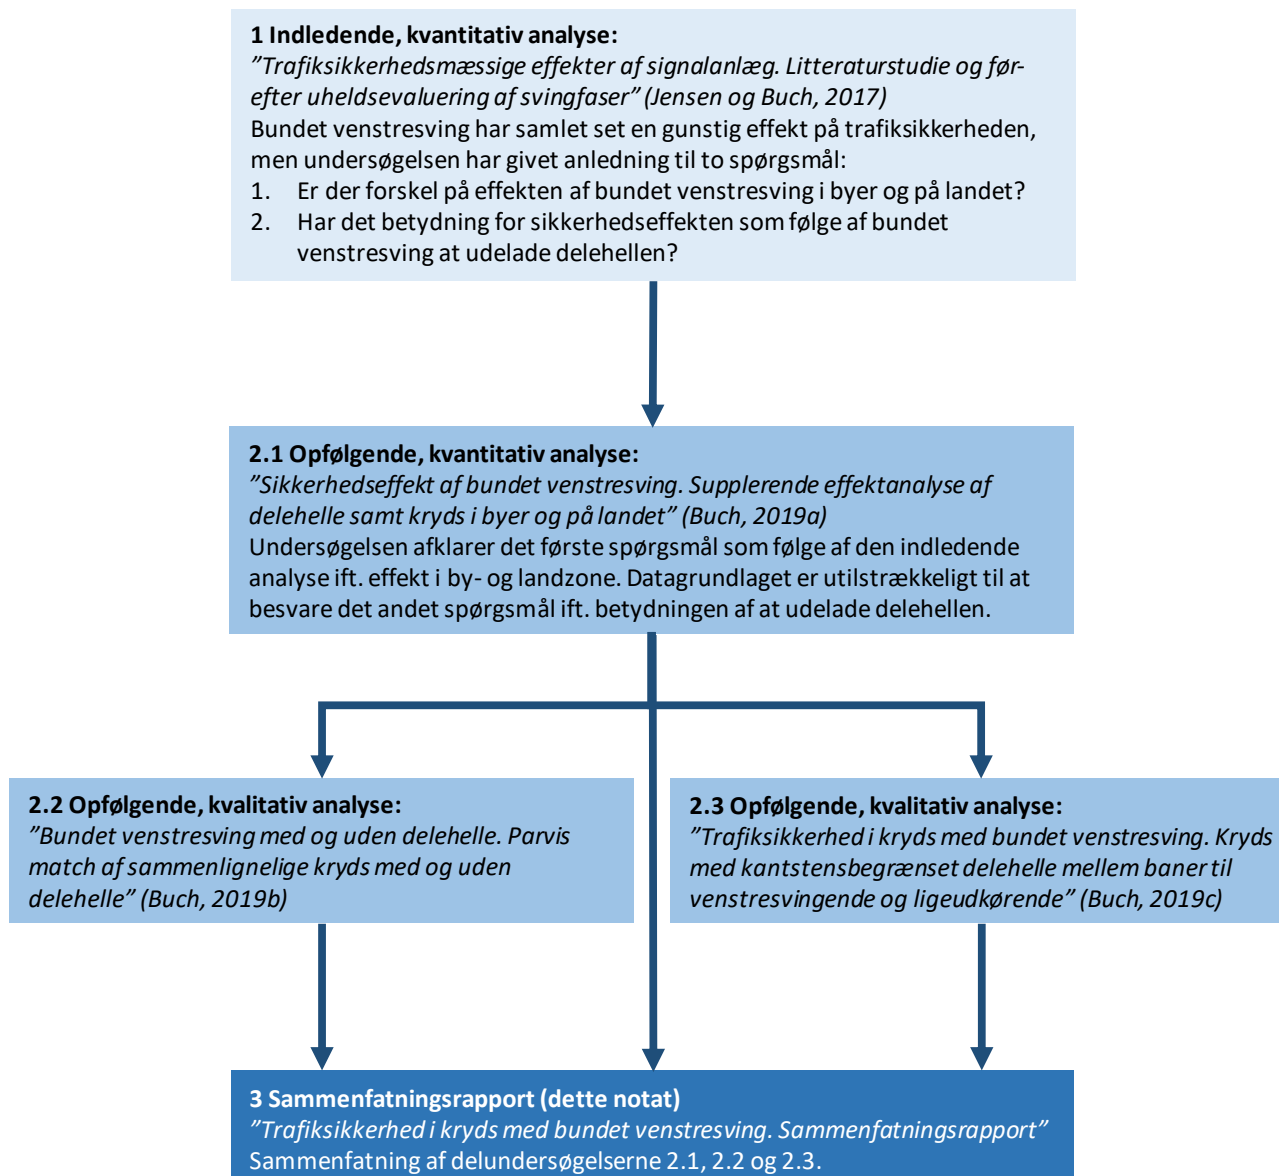 1 Indledende, kvantitativ analyse:
”Trafiksikkerhedsmæssige effekter af signalanlæg. Litteraturstudie og før-
efter uheldsevaluering af svingfaser” (Jensen og Buch, 2017)
Bundet venstresving har samlet set en gunstig effekt på trafiksikkerheden,
men undersøgelsen har givet anledning til to spørgsmål:
1. Er der forskel på effekten af bundet venstresving i byer og på landet?
2. Har det betydning for sikkerhedseffekten som følge af bundet
venstresving at udelade delehellen?
2.1 Opfølgende, kvantitativ analyse:
”Sikkerhedseffekt af bundet venstresving. Supplerende effektanalyse af
delehelle samt kryds i byer og på landet” (Buch, 2019a)
Undersøgelsen afklarer det første spørgsmål som følge af den indledende
analyse ift. effekt i by- og landzone. Datagrundlaget er utilstrækkeligt til at
besvare det andet spørgsmål ift. betydningen af at udelade delehellen.
2.2 Opfølgende, kvalitativ analyse:
”Bundet venstresving med og uden delehelle. Parvis
match af sammenlignelige kryds med og uden
delehelle” (Buch, 2019b)
2.3 Opfølgende, kvalitativ analyse:
”Trafiksikkerhed i kryds med bundet venstresving. Kryds
med kantstensbegrænset delehelle mellem baner til
venstresvingende og ligeudkørende” (Buch, 2019c)
3 Sammenfatningsrapport (dette notat)
”Trafiksikkerhed i kryds med bundet venstresving. Sammenfatningsrapport”
Sammenfatning af delundersøgelserne 2.1, 2.2 og 2.3.